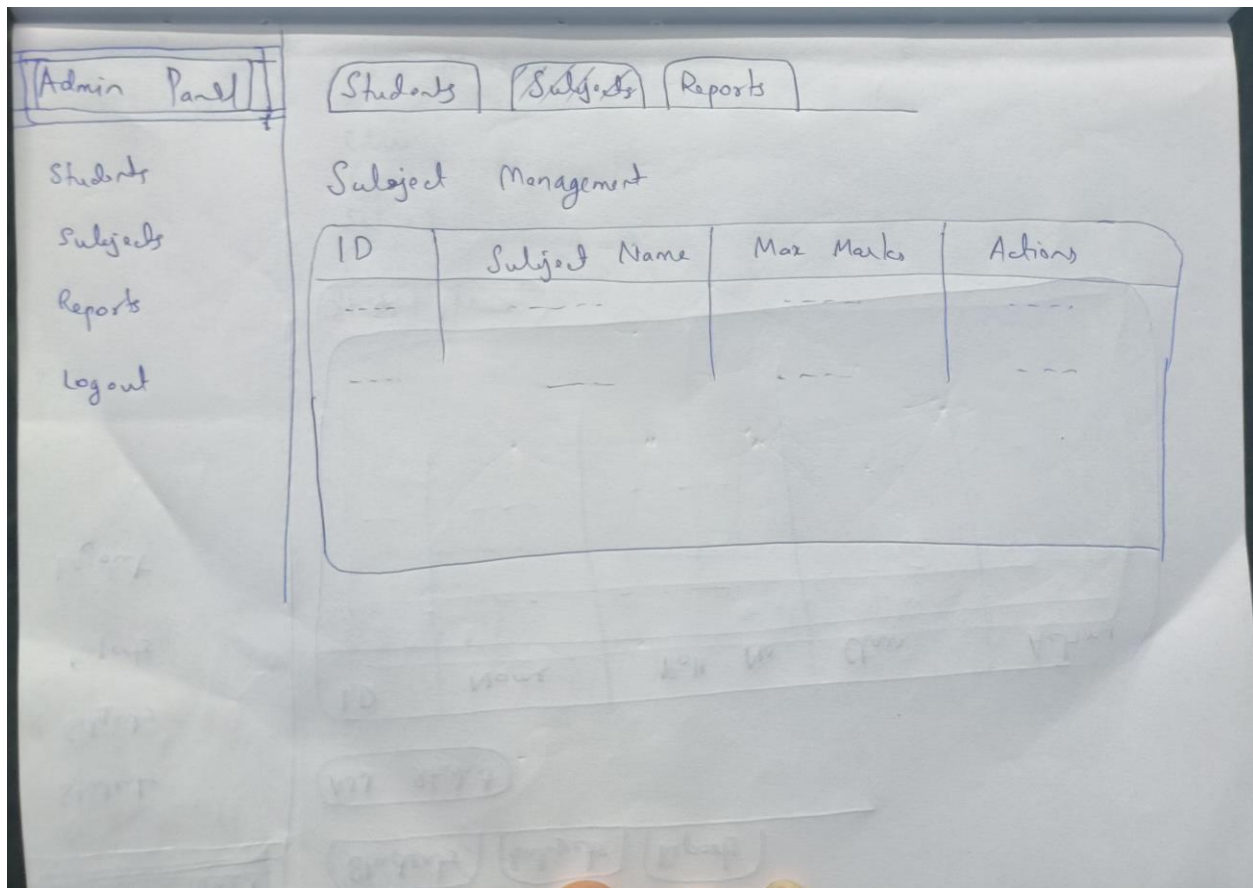 Admin Panel
Students
Subjects
Reports
Logout
Students Subjects Reports
Subject Management
ID Subject Name Max Marks Actions
---- ------ ---- ----
---- ---- ---- ---